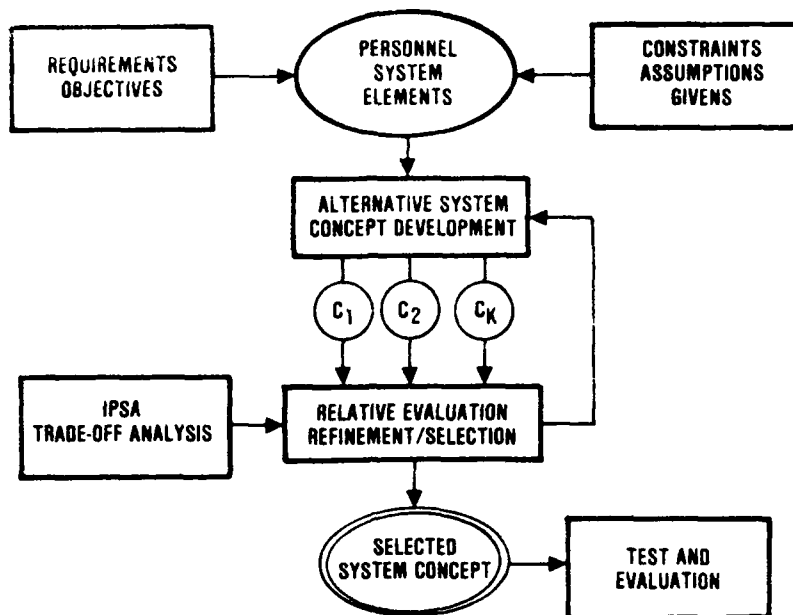 REQUIREMENTS
OBJECTIVES
PERSONNEL
SYSTEM
ELEMENTS
CONSTRAINTS
ASSUMPTIONS
GIVENS
ALTERNATIVE SYSTEM
CONCEPT DEVELOPMENT
C1
C2
CK
IPSA
TRADE-OFF ANALYSIS
RELATIVE EVALUATION
REFINEMENT/SELECTION
SELECTED
SYSTEM CONCEPT
TEST AND
EVALUATION